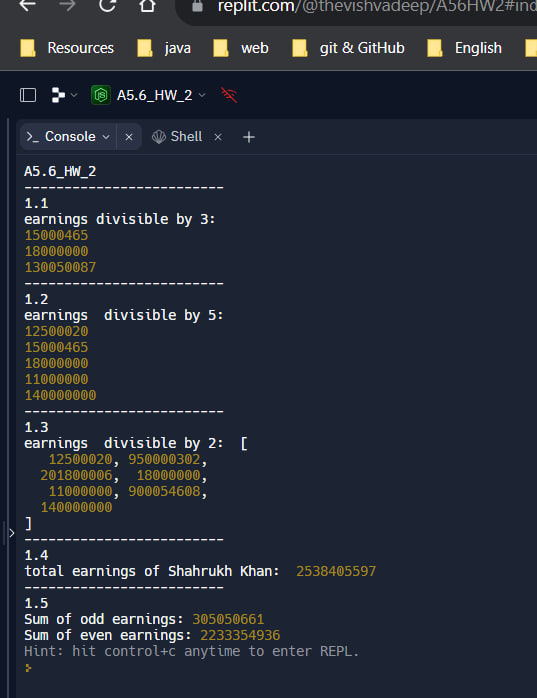 replit.com/@thevishvadeep/A56HW2#ind
Resources java web git & GitHub English
A5.6_HW_2
Console Shell
A5.6_HW_2
-------------------------
1.1
earnings divisible by 3:
15000465
18000000
130050087
-------------------------
1.2
earnings  divisible by 5:
12500020
15000465
18000000
11000000
140000000
-------------------------
1.3
earnings  divisible by 2:  [
   12500020, 950000302,
  201800006,  18000000,
   11000000, 900054608,
  140000000
]
-------------------------
1.4
total earnings of Shahrukh Khan:  2538405597
-------------------------
1.5
Sum of odd earnings: 305050661
Sum of even earnings: 2233354936
Hint: hit control+c anytime to enter REPL.